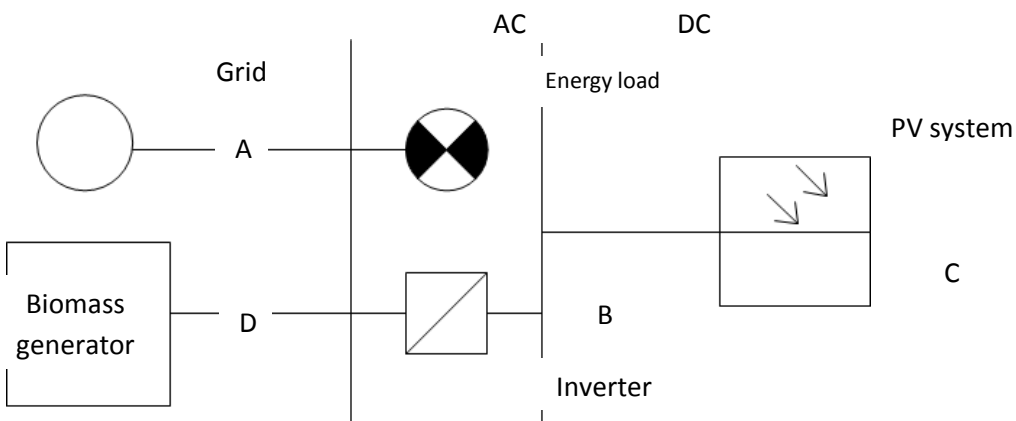 AC DC
Grid
Energy load
PV system
A
C
Biomass
generator
D
B
Inverter